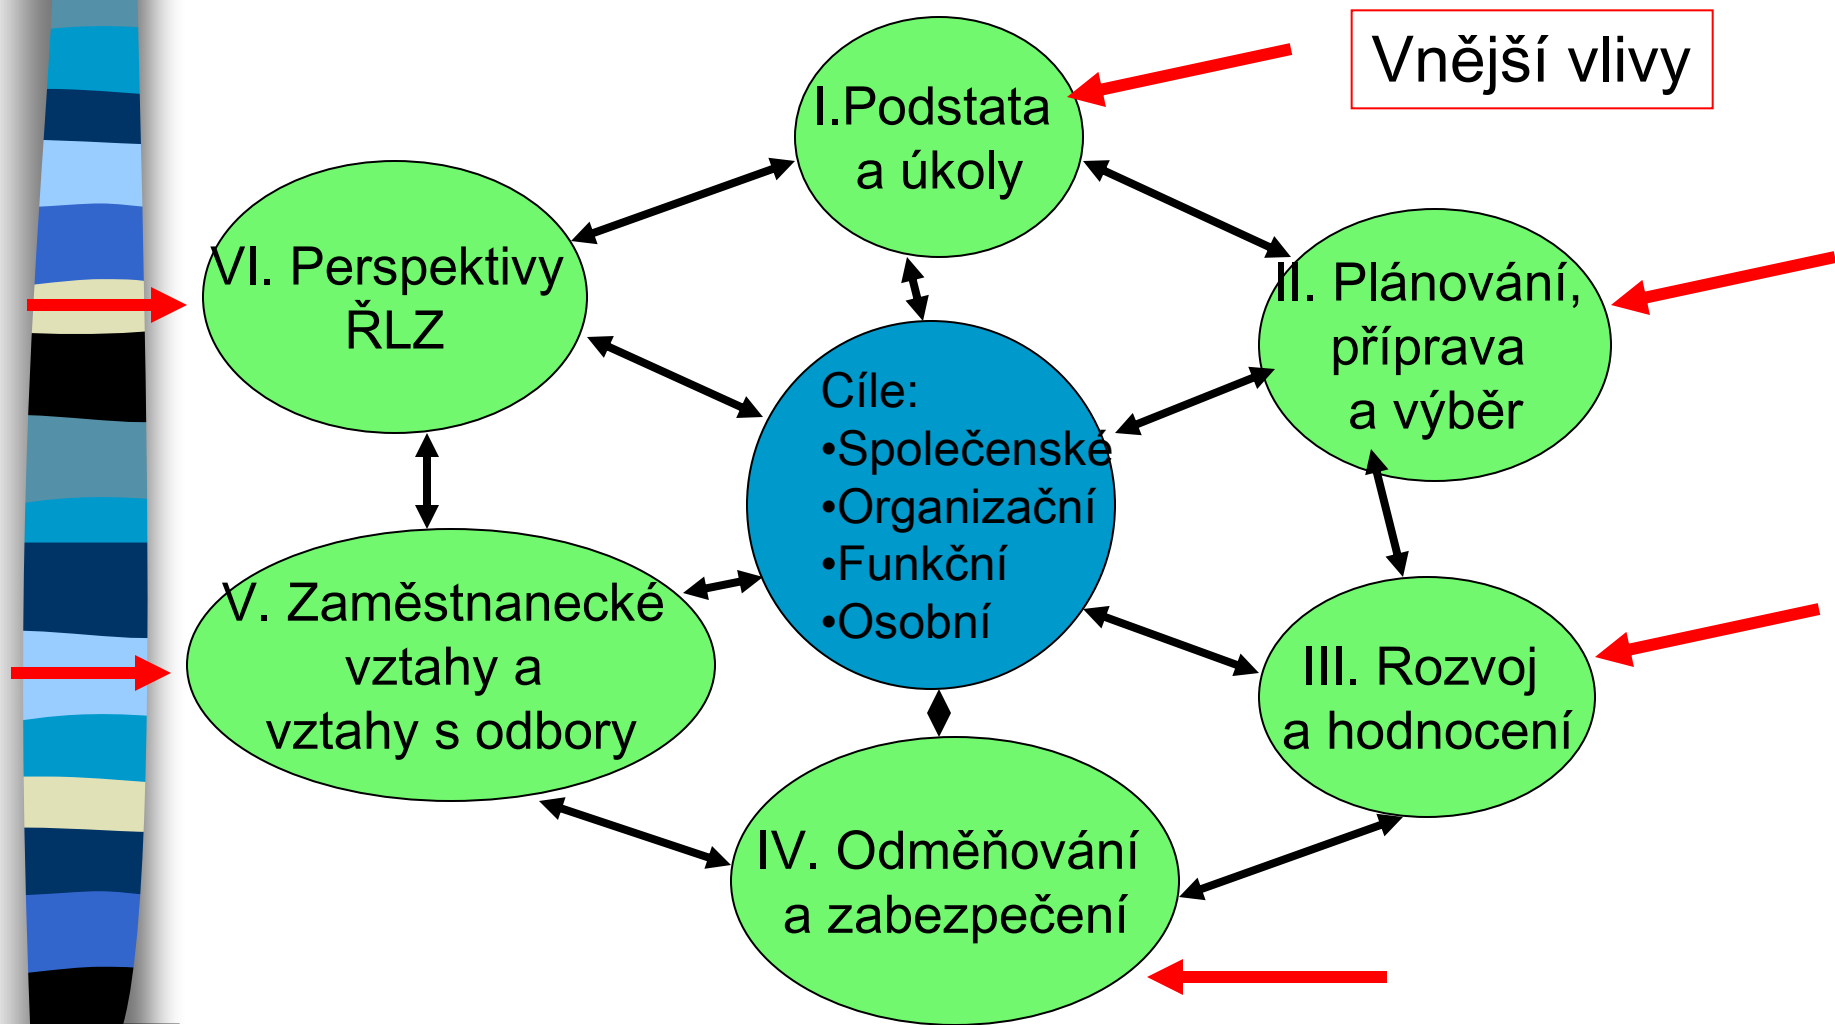 Vnější vlivy
I.Podstata
a úkoly
II. Plánování,
příprava
a výběr
III. Rozvoj
a hodnocení
IV. Odměňování
a zabezpečení
V. Zaměstnanecké
vztahy a
vztahy s odbory
VI. Perspektivy
ŘLZ
Cíle:
•Společenské
•Organizační
•Funkční
•Osobní